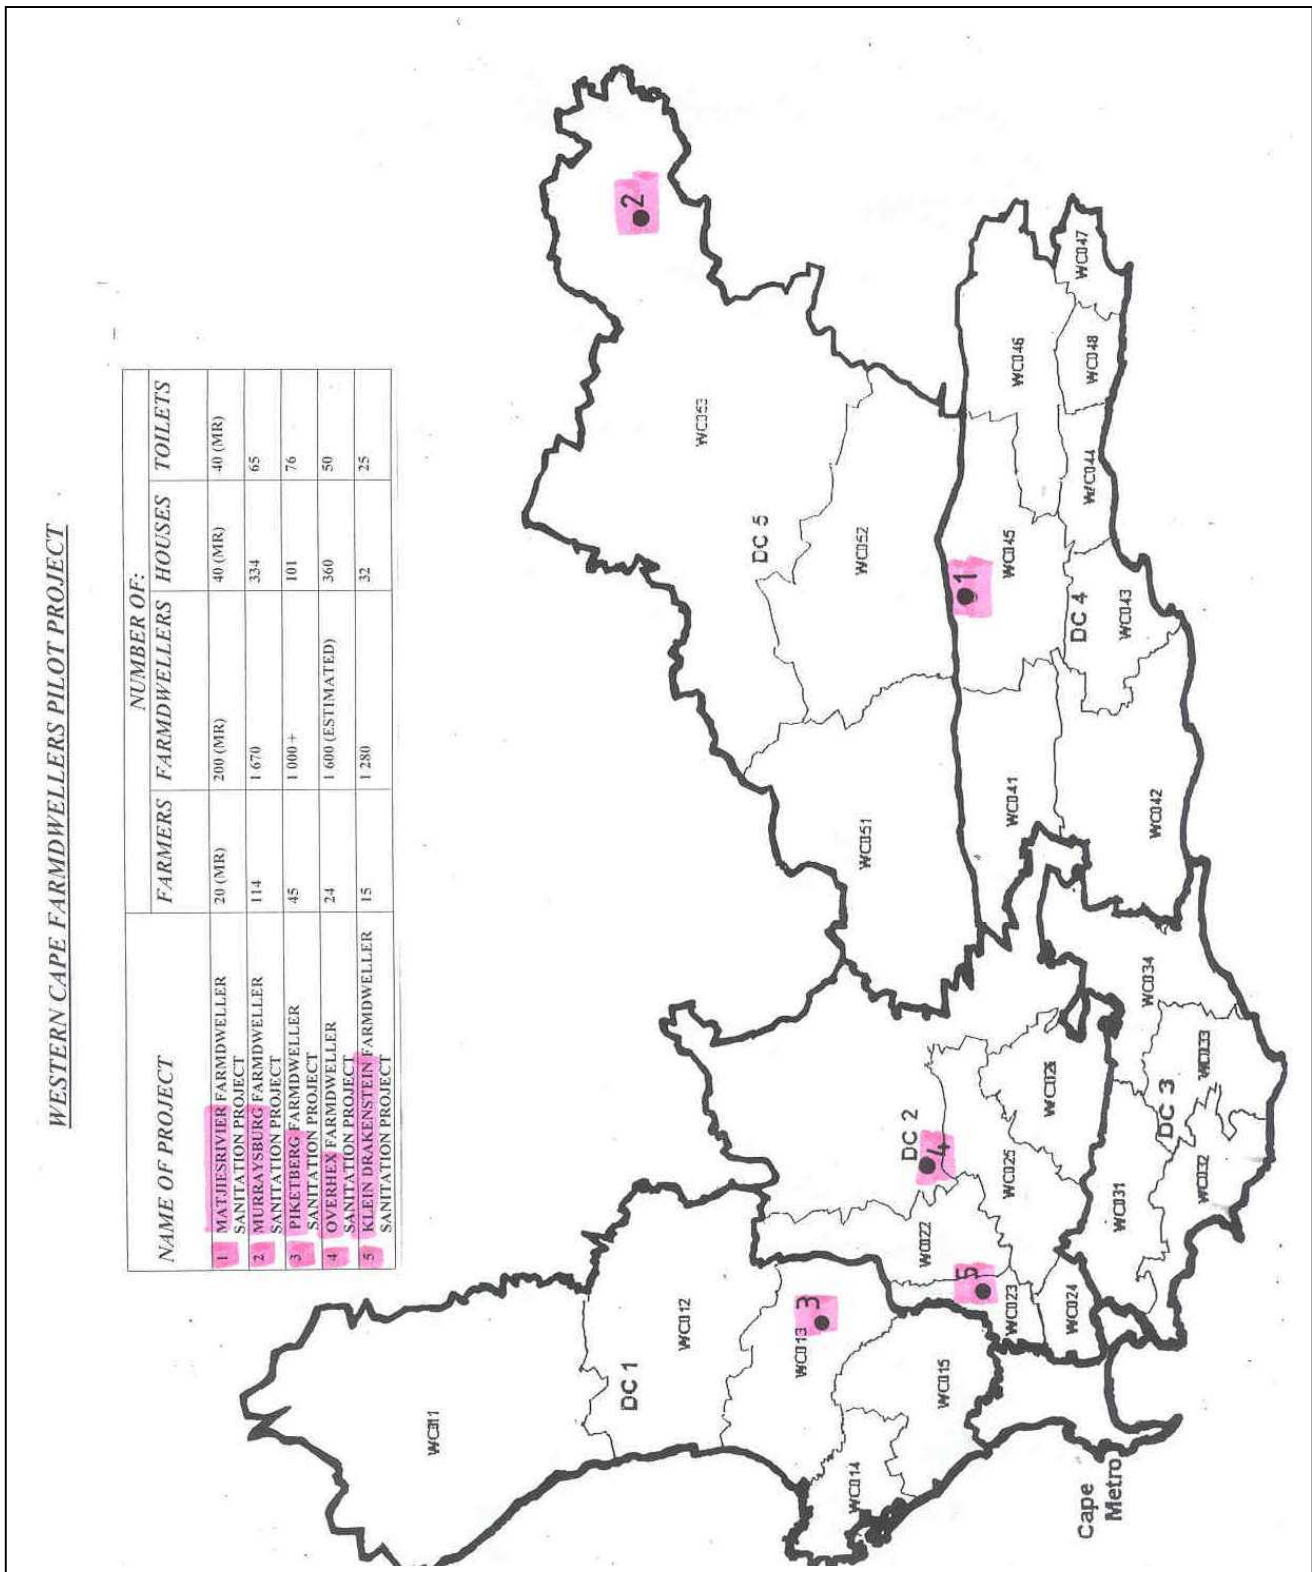 WESTERN CAPE FARMDWELLERS PILOT PROJECT
NAME OF PROJECT
NUMBER OF:
FARMERS FARMDWELLERS HOUSES TOILETS
1 MATJIESRIVIER FARMDWELLER SANITATION PROJECT 20 (MR) 200 (MR) 40 (MR) 40 (MR)
2 MURRAYSBURG FARMDWELLER SANITATION PROJECT 114 1 670 334 65
3 PIKETBERG FARMDWELLER SANITATION PROJECT 45 1 000 + 101 76
4 OVERHEX FARMDWELLER SANITATION PROJECT 24 1 600 (ESTIMATED) 360 50
5 KLEIN DRAKENSTEIN FARMDWELLER SANITATION PROJECT 15 1 280 32 25
WC011
DC 1
WC012
WC013
3
WC014
WC015
Cape
Metro
WC022
5
WC023
WC024
DC 2
4
WC025
WC026
WC031
WC032
DC 3
WC033
WC034
WC051
WC052
DC 5
WC053
2
WC041
WC042
WC043
DC 4
1
WC045
WC044
WC046
WC048
WC047